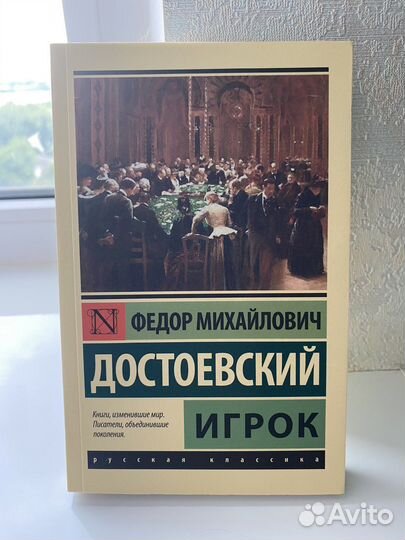 N
ФЕДОР МИХАЙЛОВИЧ
ДОСТОЕВСКИЙ
Книги, изменившие мир.
Писатели, объединившие
поколения.
ИГРОК
русская классика
Avito